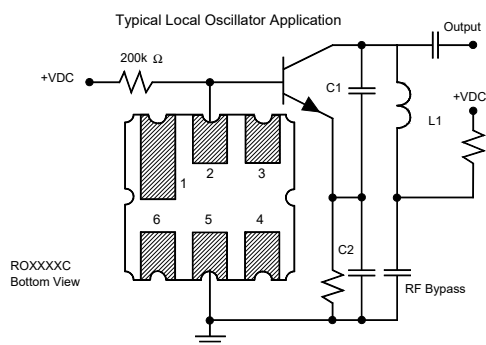 Typical Local Oscillator Application
Output
200k Ω
+VDC
C1
+VDC
L1
1
2
3
6
5
4
C2
ROXXXXC
Bottom View
RF Bypass